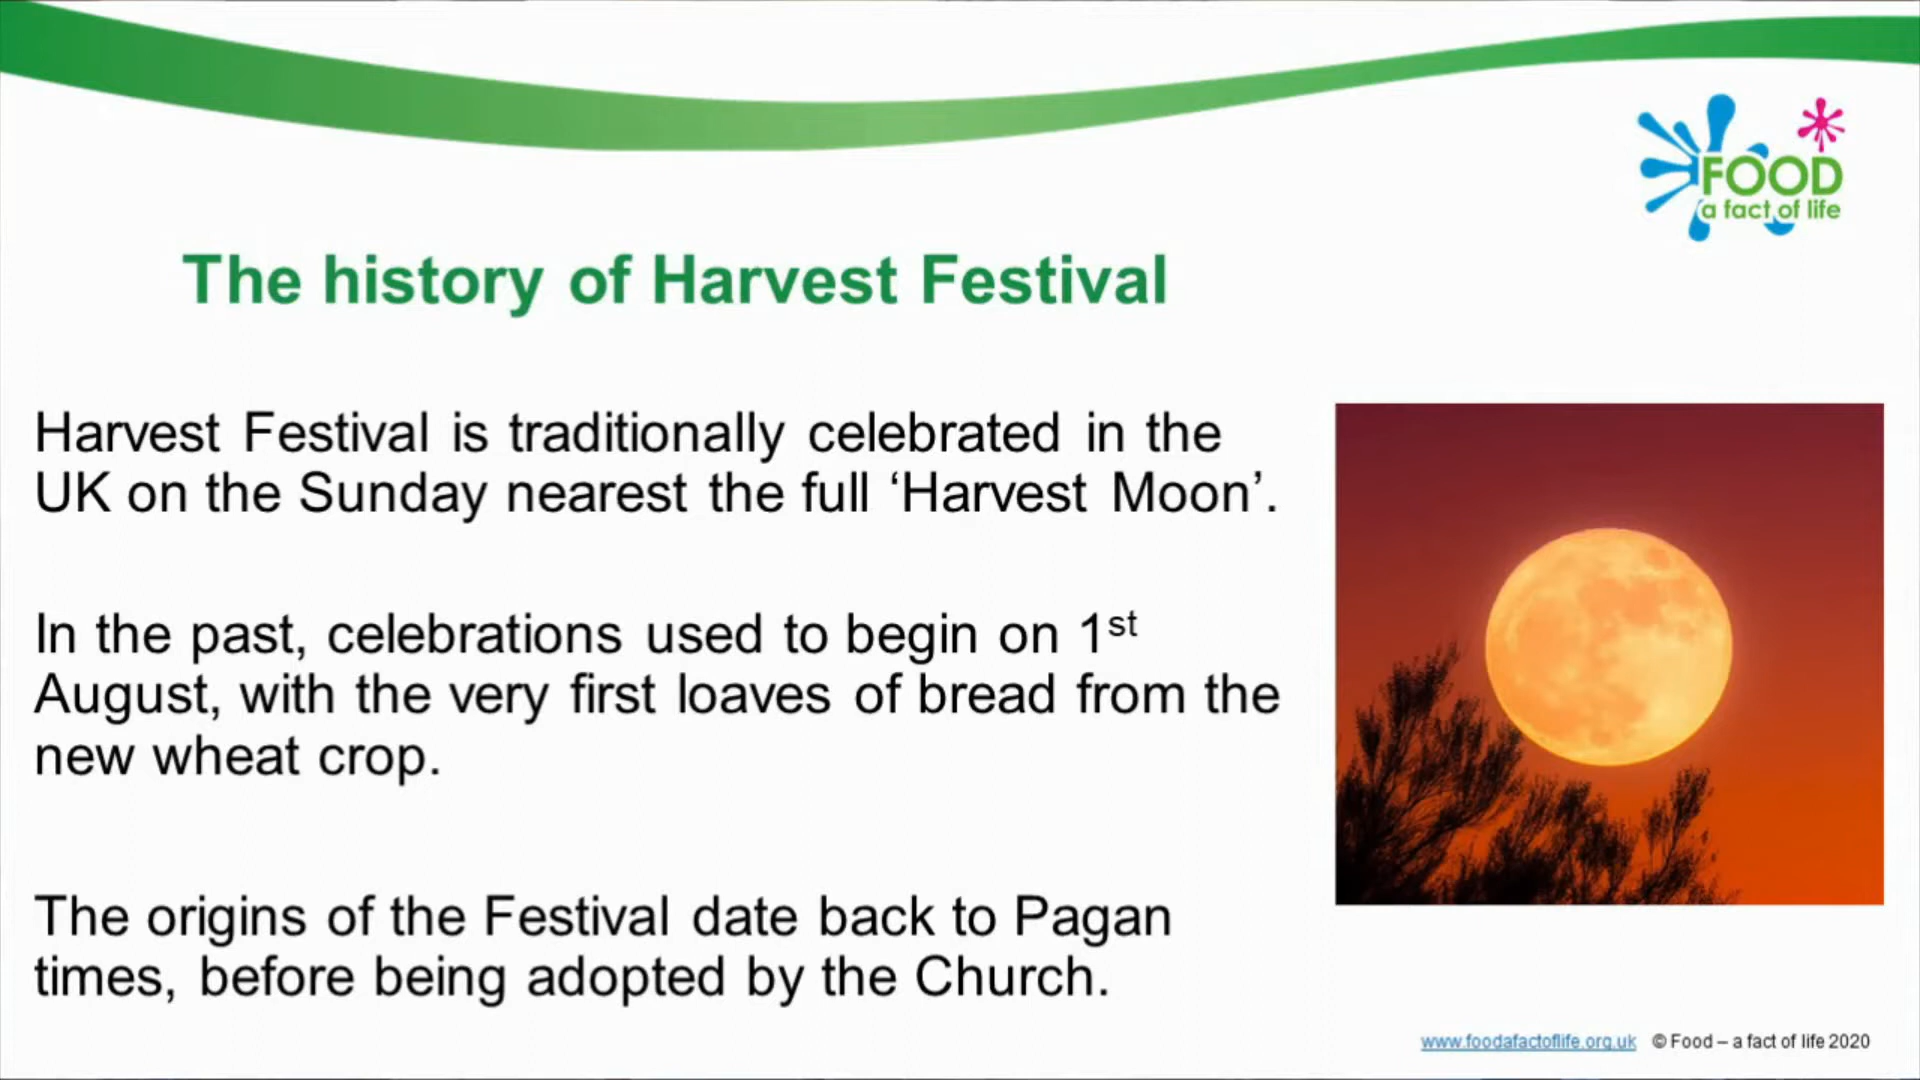 FOOD
a fact of life
The history of Harvest Festival
Harvest Festival is traditionally celebrated in the
UK on the Sunday nearest the full ‘Harvest Moon’.
In the past, celebrations used to begin on 1st
August, with the very first loaves of bread from the
new wheat crop.
The origins of the Festival date back to Pagan
times, before being adopted by the Church.
www.foodafactoflife.org.uk © Food – a fact of life 2020